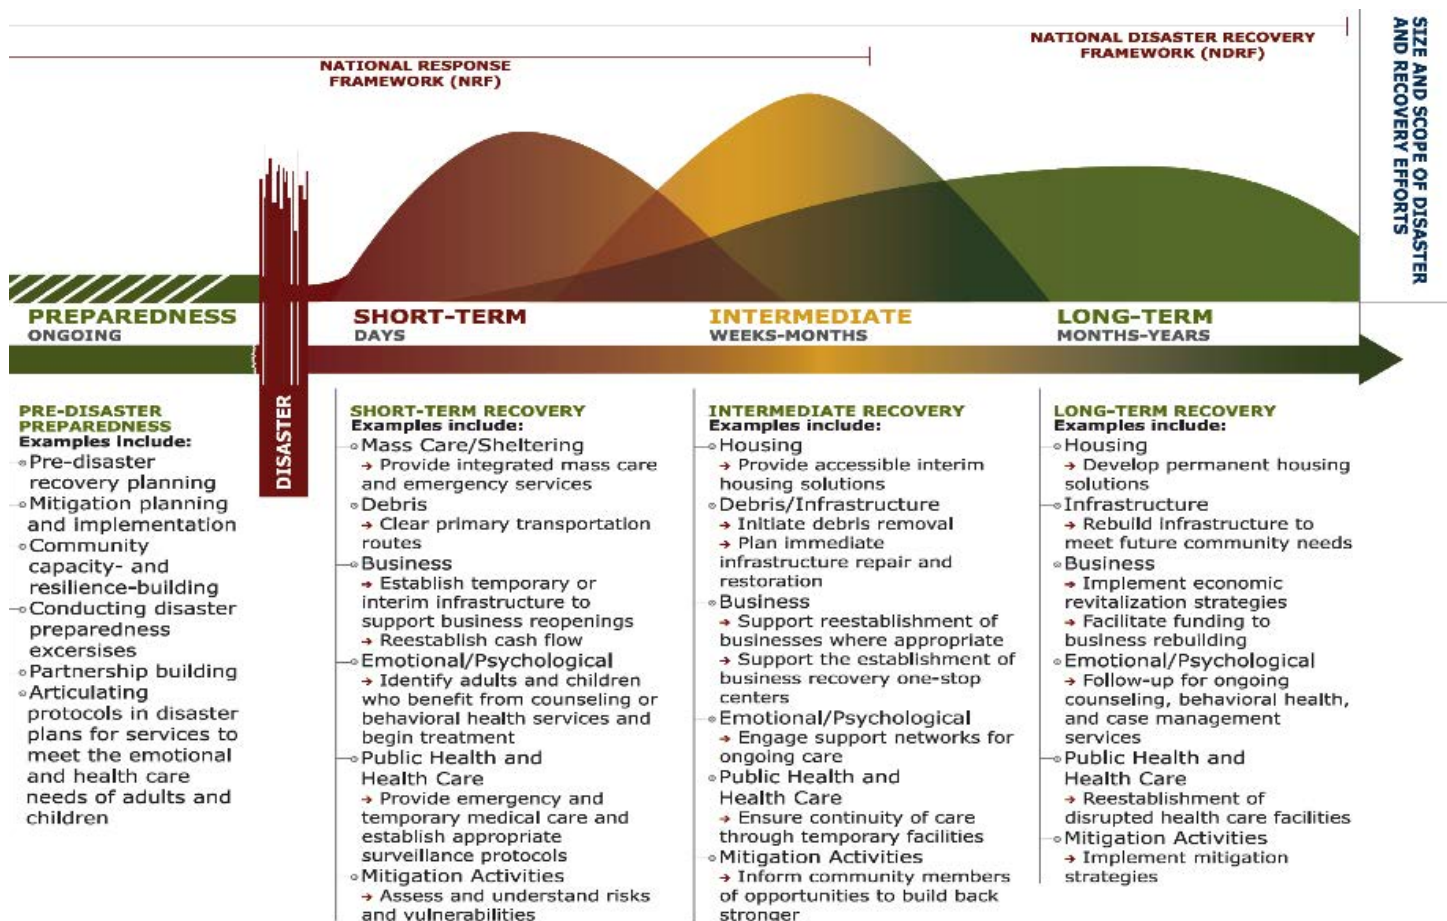 NATIONAL DISASTER RECOVERY
FRAMEWORK (NDRF)
NATIONAL RESPONSE
FRAMEWORK (NRF)
SIZE AND SCOPE OF DISASTER
AND RECOVERY EFFORTS
PREPAREDNESS
ONGOING
SHORT-TERM
DAYS
INTERMEDIATE
WEEKS-MONTHS
LONG-TERM
MONTHS-YEARS
DISASTER
PRE-DISASTER
PREPAREDNESS
Examples include:
Pre-disaster
recovery planning
Mitigation planning
and implementation
Community
capacity- and
resilience-building
Conducting disaster
preparedness
excersises
Partnership building
Articulating
protocols in disaster
plans for services to
meet the emotional
and health care
needs of adults and
children
SHORT-TERM RECOVERY
Examples include:
Mass Care/Sheltering
→ Provide integrated mass care
and emergency services
Debris
→ Clear primary transportation
routes
Business
→ Establish temporary or
interim infrastructure to
support business reopenings
→ Reestablish cash flow
Emotional/Psychological
→ Identify adults and children
who benefit from counseling or
behavioral health services and
begin treatment
Public Health and
Health Care
→ Provide emergency and
temporary medical care and
establish appropriate
surveillance protocols
Mitigation Activities
→ Assess and understand risks
and vulnerabilities
INTERMEDIATE RECOVERY
Examples include:
Housing
→ Provide accessible interim
housing solutions
Debris/Infrastructure
→ Initiate debris removal
→ Plan immediate
infrastructure repair and
restoration
Business
→ Support reestablishment of
businesses where appropriate
→ Support the establishment of
business recovery one-stop
centers
Emotional/Psychological
→ Engage support networks for
ongoing care
Public Health and
Health Care
→ Ensure continuity of care
through temporary facilities
Mitigation Activities
→ Inform community members
of opportunities to build back
stronger
LONG-TERM RECOVERY
Examples include:
Housing
→ Develop permanent housing
solutions
Infrastructure
→ Rebuild infrastructure to
meet future community needs
Business
→ Implement economic
revitalization strategies
→ Facilitate funding to
business rebuilding
Emotional/Psychological
→ Follow-up for ongoing
counseling, behavioral health,
and case management
services
Public Health and
Health Care
→ Reestablishment of
disrupted health care facilities
Mitigation Activities
→ Implement mitigation
strategies